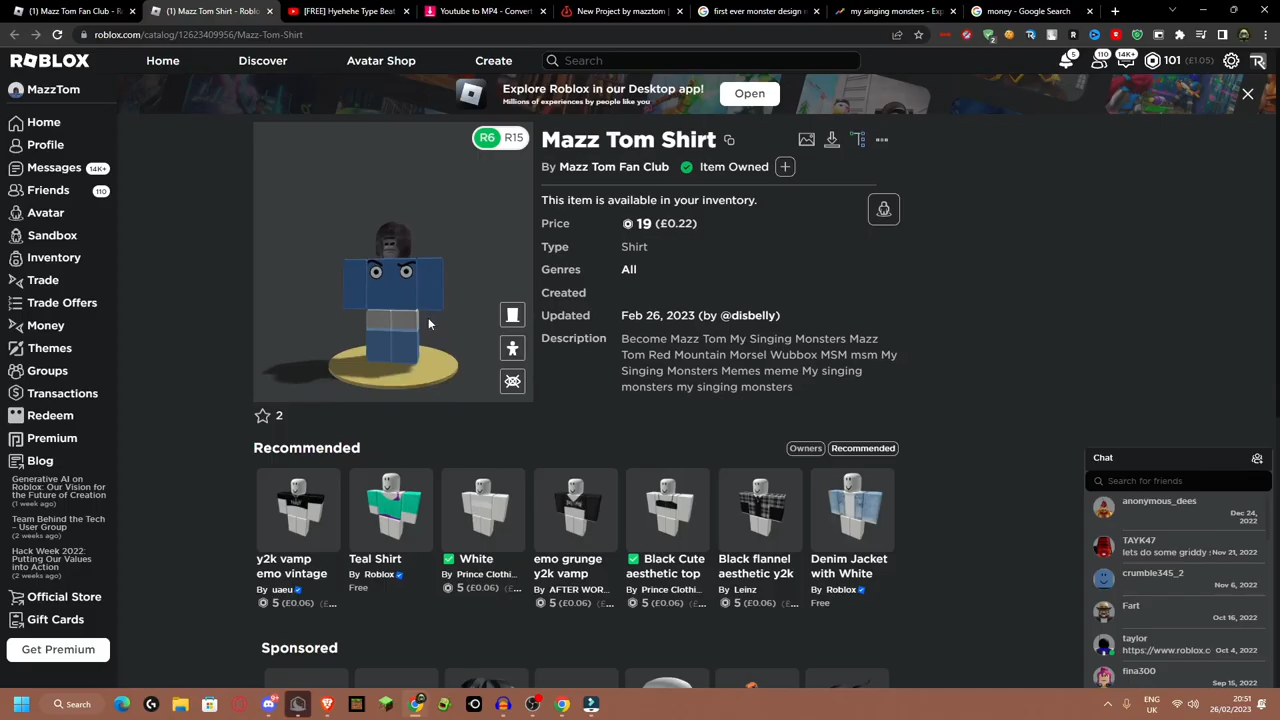 (1) Mazz Tom Fan Club - Roblox
(1) Mazz Tom Shirt - Roblox
[FREE] Hyehehe Type Beat
Youtube to MP4 - Convert
New Project by mazztom |
first ever monster design
my singing monsters - Exp
money - Google Search
roblox.com/catalog/12623409956/Mazz-Tom-Shirt
ROBLOX
Home
Discover
Avatar Shop
Create
Search
5
110
14K+
101 (£1.05)
Explore Roblox in our Desktop app!
Millions of experiences by people like you
Open
MazzTom
Home
Profile
Messages 14K+
Friends 110
Avatar
Sandbox
Inventory
Trade
Trade Offers
Money
Themes
Groups
Transactions
Redeem
Premium
Blog
Generative AI on
Roblox: Our Vision for
the Future of Creation
(1 week ago)
Team Behind the Tech
– User Group
(2 weeks ago)
Hack Week 2022:
Putting Our Values
into Action
(2 weeks ago)
Official Store
Gift Cards
Get Premium
R6 R15
Mazz Tom Shirt
By Mazz Tom Fan Club Item Owned
This item is available in your inventory.
Price 19 (£0.22)
Type Shirt
Genres All
Created
Updated Feb 26, 2023 (by @disbelly)
Description Become Mazz Tom My Singing Monsters Mazz
Tom Red Mountain Morsel Wubbox MSM msm My
Singing Monsters Memes meme My singing
monsters my singing monsters
2
Recommended
Owners Recommended
y2k vamp
emo vintage
By uaeu
5 (£0.06)
Teal Shirt
By Roblox
Free
White
By Prince Clothi...
5 (£0.06)
emo grunge
y2k vamp
By AFTER WOR...
5 (£0.06)
Black Cute
aesthetic top
By Prince Clothi...
5 (£0.06)
Black flannel
aesthetic y2k
By Leinz
5 (£0.06)
Denim Jacket
with White
By Roblox
Free
Sponsored
Chat
Search for friends
anonymous_dees
Dec 24,
2022
TAYK47
lets do some griddy : Nov 21, 2022
crumble345_2
Nov 6, 2022
Fart
Oct 16, 2022
taylor
https://www.roblox.c Oct 4, 2022
fina300
Sep 15, 2022
Search
ENG
UK
20:51
26/02/2023